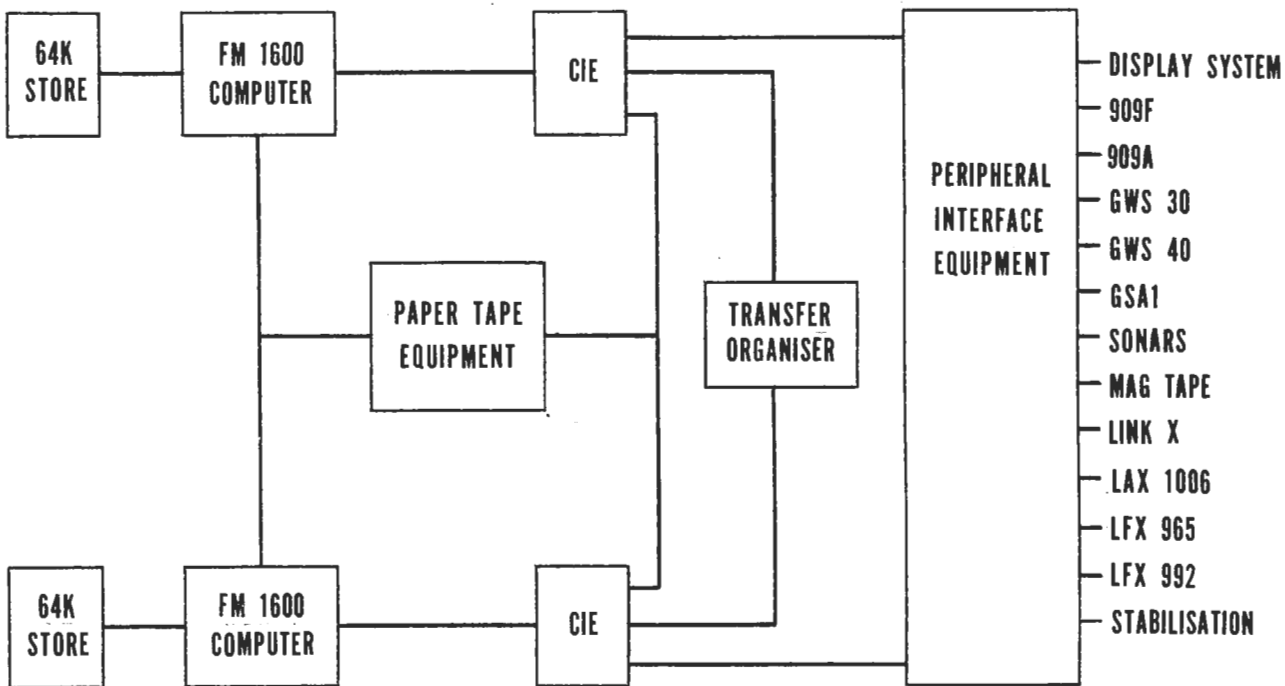 64K
STORE
FM 1600
COMPUTER
CIE
PERIPHERAL
INTERFACE
EQUIPMENT
DISPLAY SYSTEM
909F
909A
GWS 30
GWS 40
GSA1
SONARS
MAG TAPE
LINK X
LAX 1006
LFX 965
LFX 992
STABILISATION
PAPER TAPE
EQUIPMENT
TRANSFER
ORGANISER
64K
STORE
FM 1600
COMPUTER
CIE